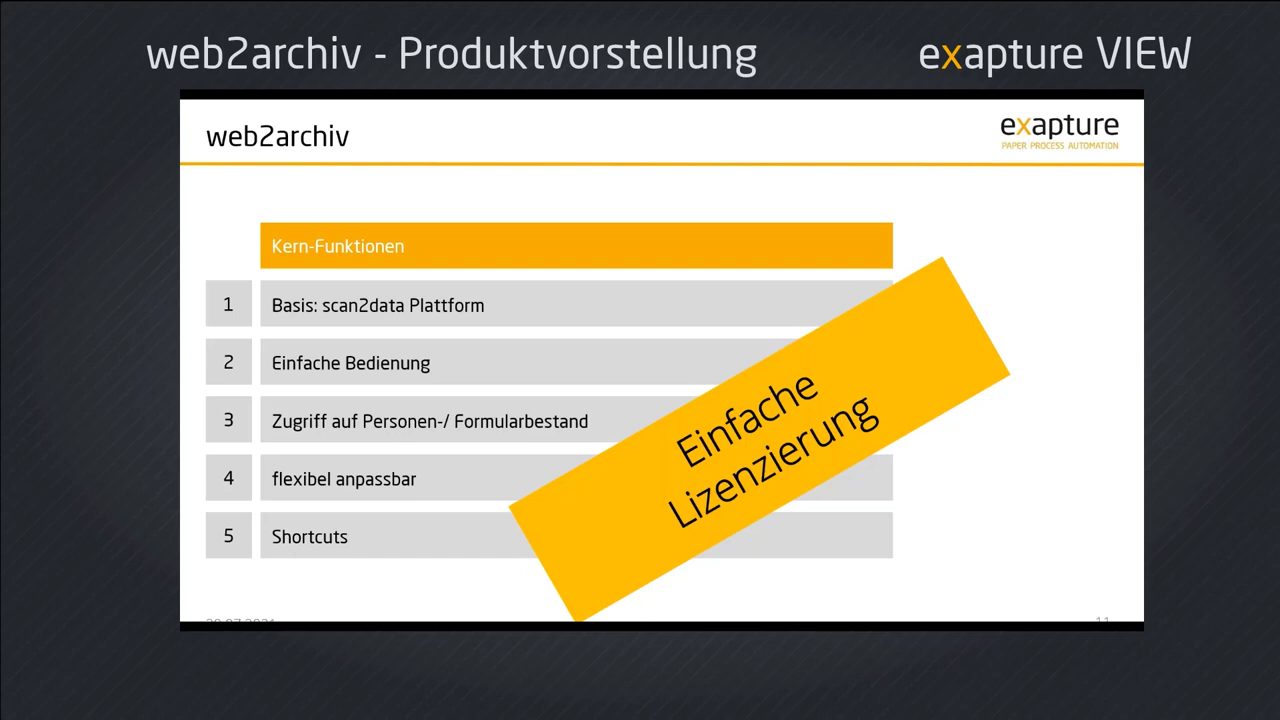 web2archiv - Produktvorstellung
exapture VIEW
web2archiv
exapture
PAPER PROCESS AUTOMATION
Kern-Funktionen
1 Basis: scan2data Plattform
2 Einfache Bedienung
3 Zugriff auf Personen-/ Formularbestand
4 flexibel anpassbar
5 Shortcuts
Einfache
Lizenzierung